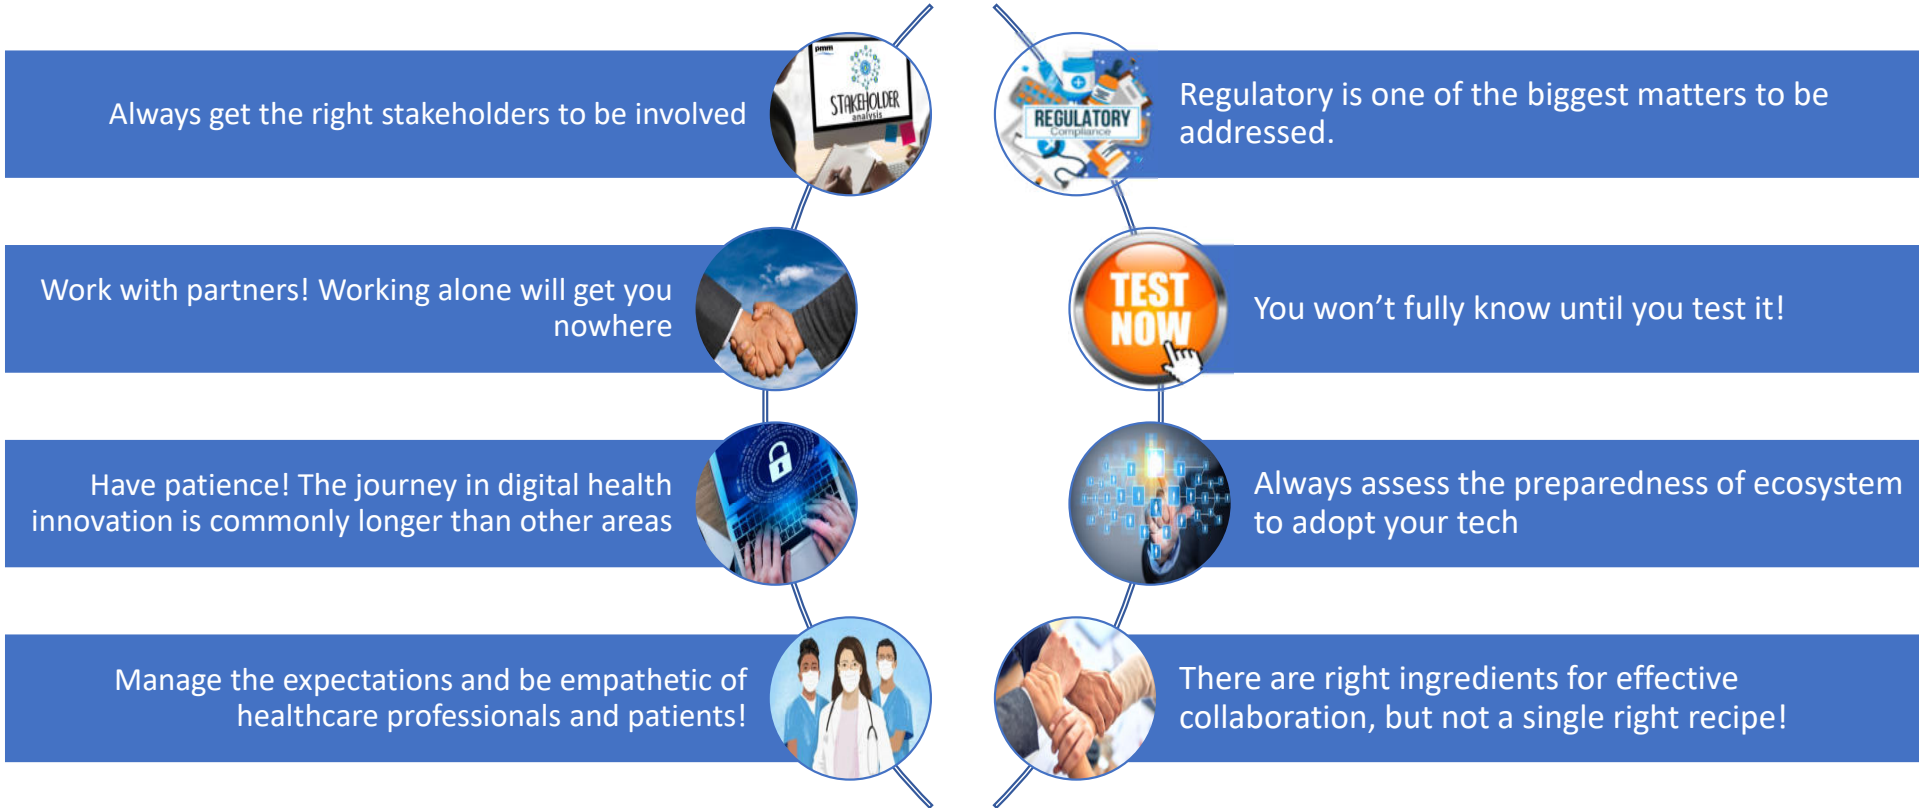 Always get the right stakeholders to be involved
pmm
STAKEHOLDER
analysis
Work with partners! Working alone will get you
nowhere
Have patience! The journey in digital health
innovation is commonly longer than other areas
Manage the expectations and be empathetic of
healthcare professionals and patients!
REGULATORY
Compliance
Regulatory is one of the biggest matters to be
addressed.
TEST
NOW
You won’t fully know until you test it!
Always assess the preparedness of ecosystem
to adopt your tech
There are right ingredients for effective
collaboration, but not a single right recipe!